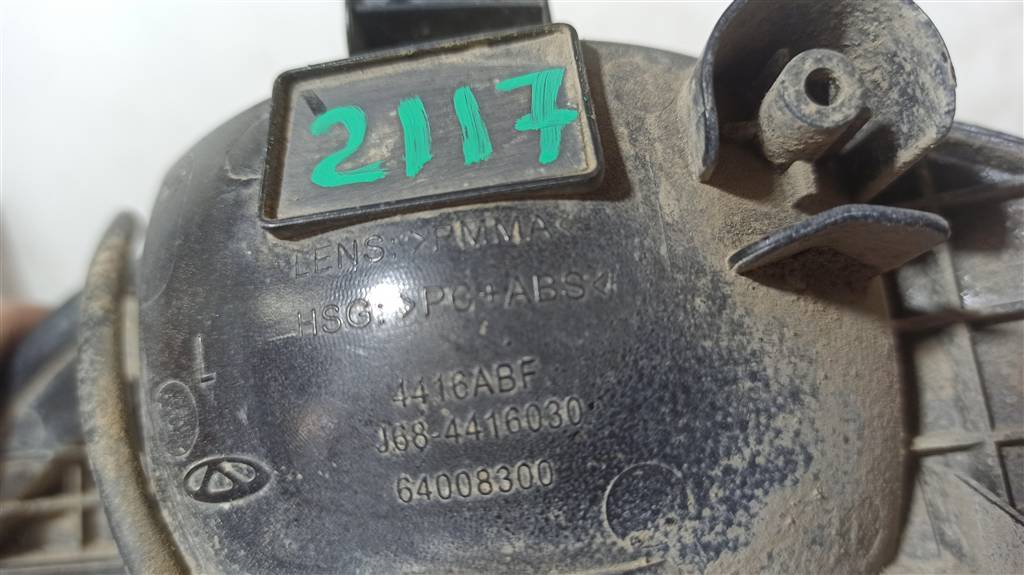 2117
LENS: >PMMA<
HSG: >PC+ABS<
L
4416ABF
J68-4416030
64008300